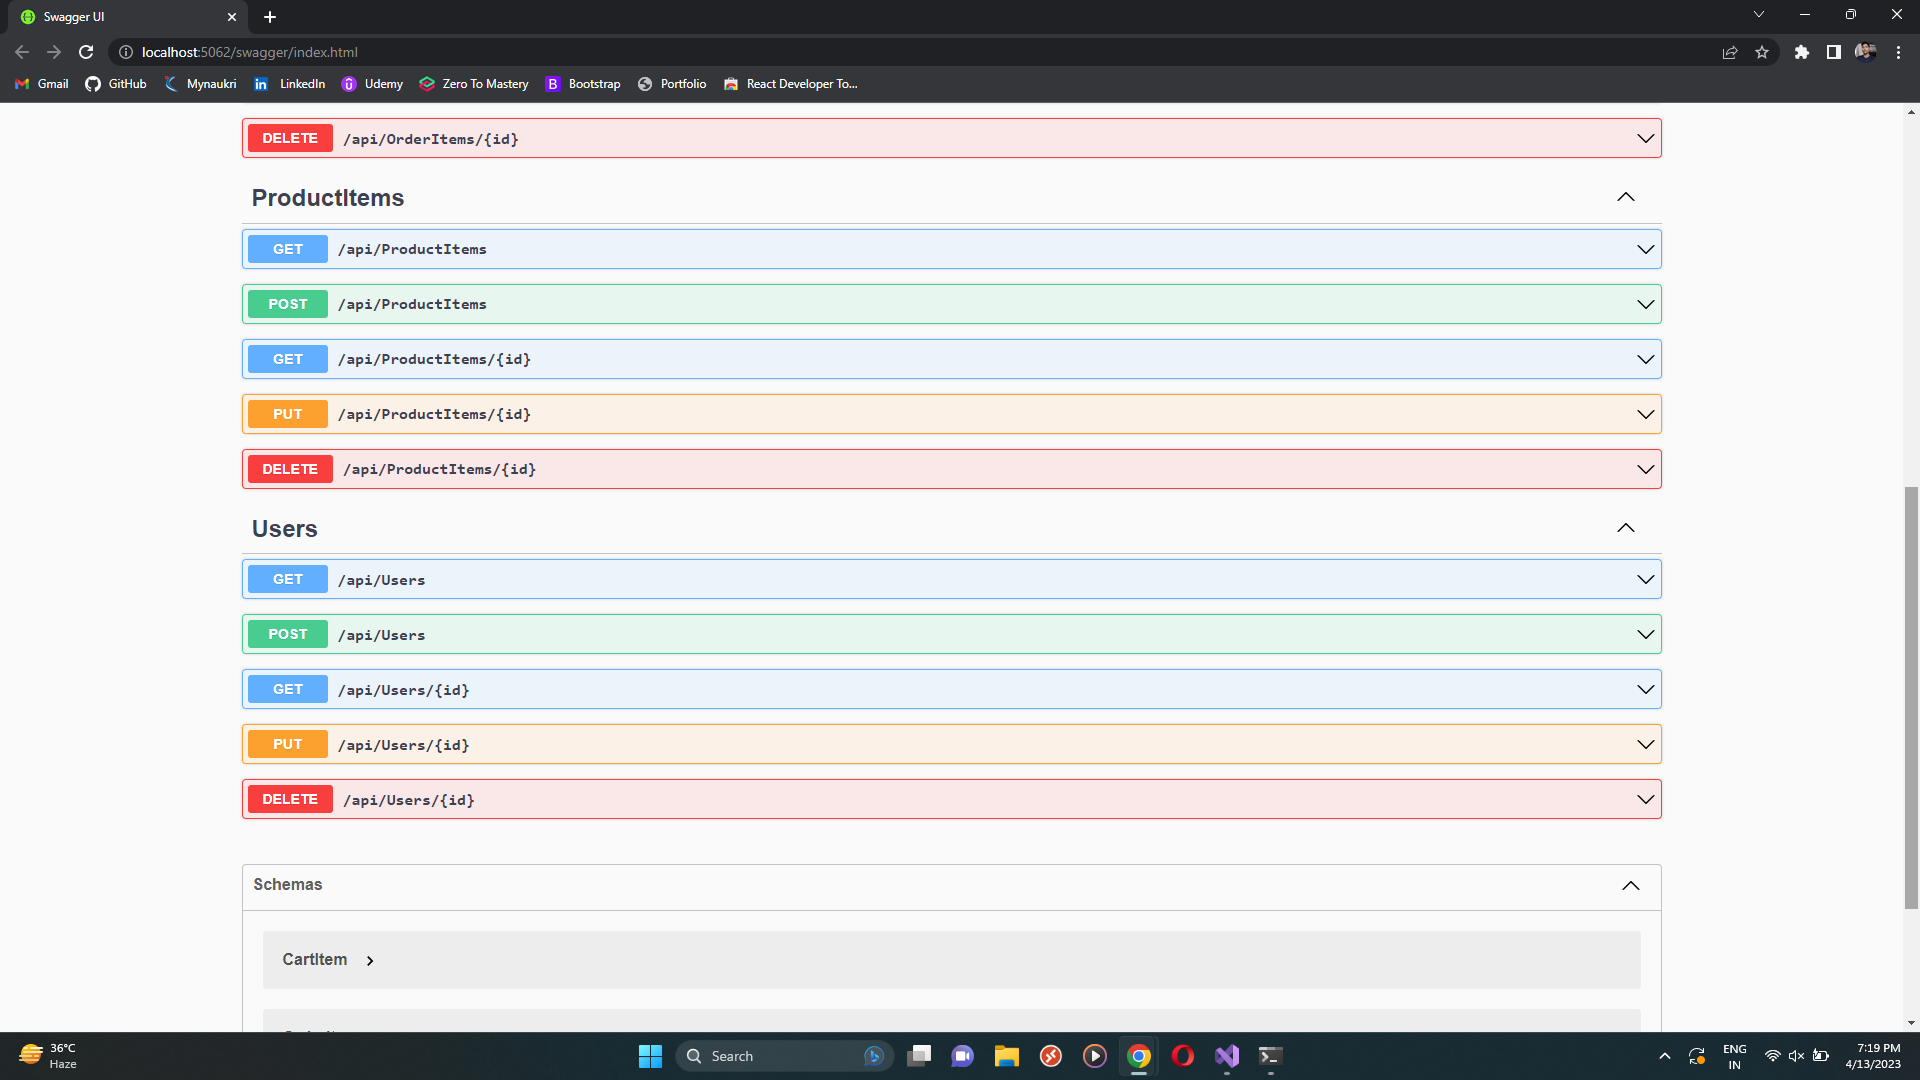 Swagger UI
localhost:5062/swagger/index.html
Gmail GitHub Mynaukri LinkedIn Udemy Zero To Mastery Bootstrap Portfolio React Developer To...
DELETE /api/OrderItems/{id}
ProductItems
GET /api/ProductItems
POST /api/ProductItems
GET /api/ProductItems/{id}
PUT /api/ProductItems/{id}
DELETE /api/ProductItems/{id}
Users
GET /api/Users
POST /api/Users
GET /api/Users/{id}
PUT /api/Users/{id}
DELETE /api/Users/{id}
Schemas
CartItem
36°C
Haze
Search
ENG
IN
7:19 PM
4/13/2023